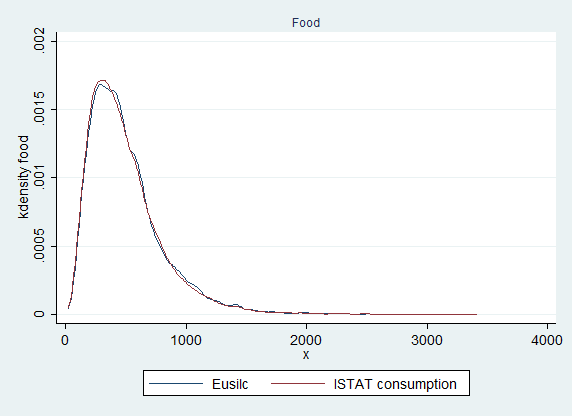 Food
kdensity food
.002
.0015
.001
.0005
0
0 1000 2000 3000 4000
x
Eusilc ISTAT consumption